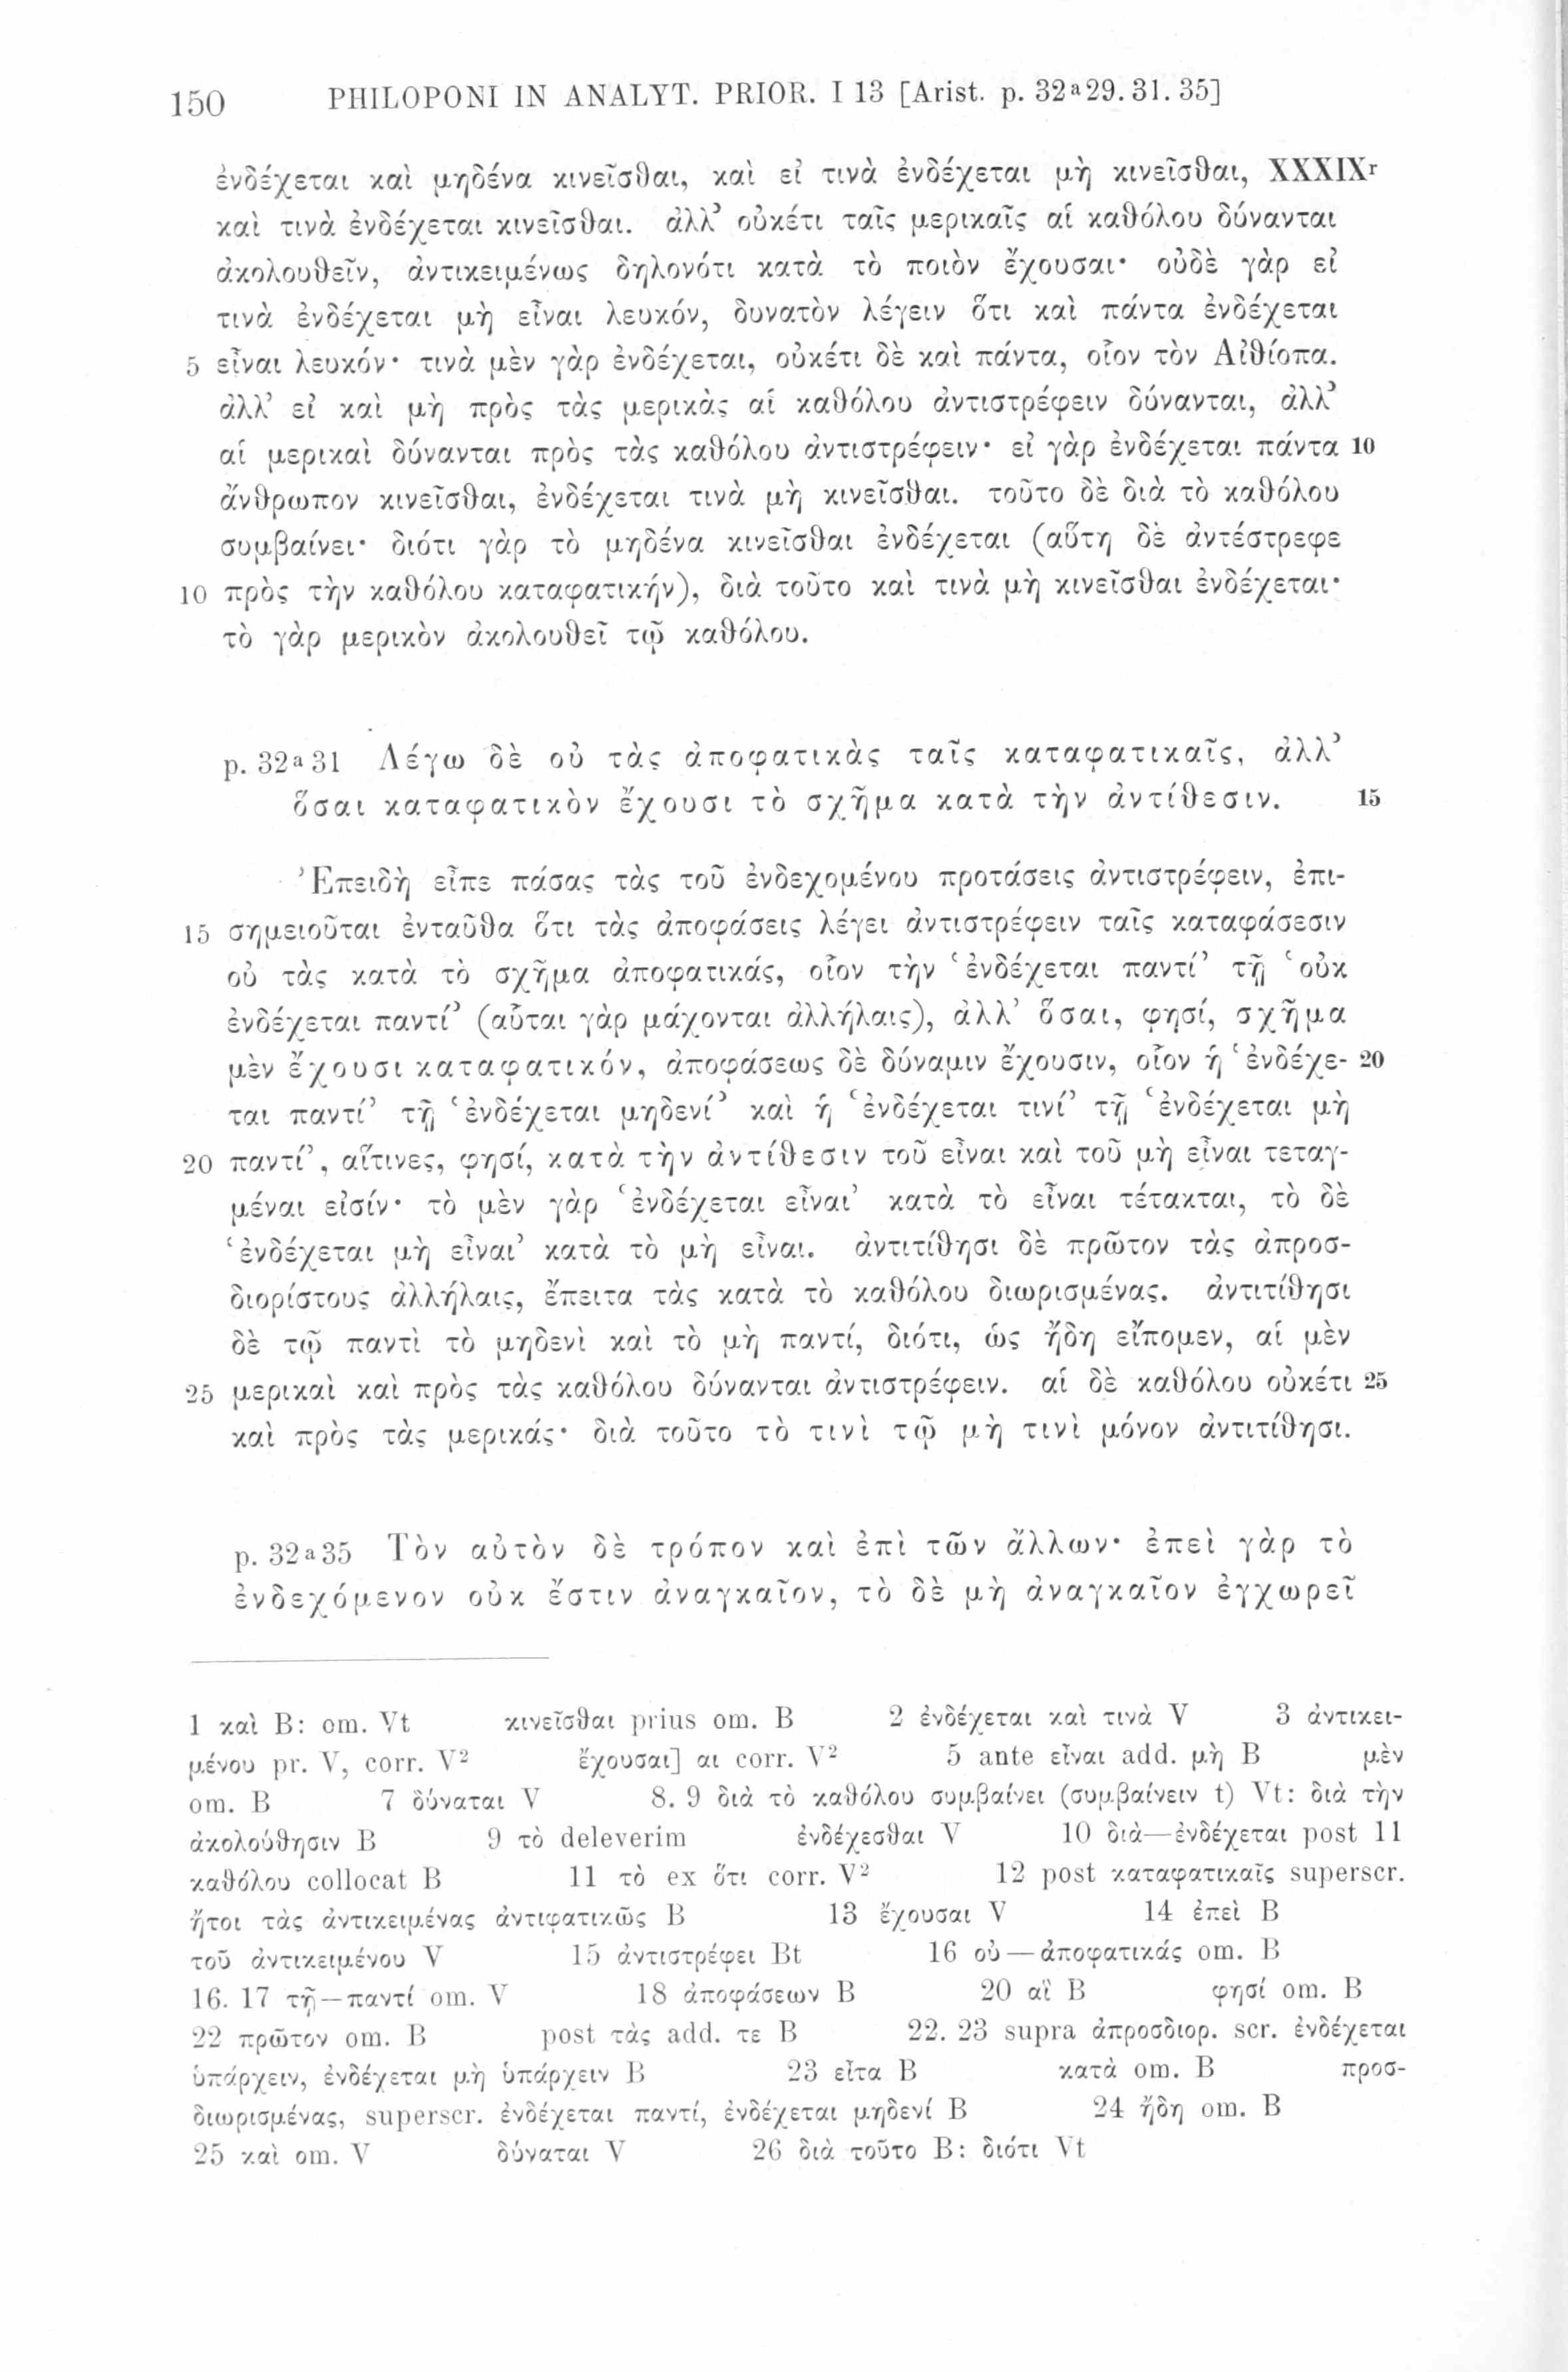 150 PHILOPONI IN ANALYT. PRIOR. I 13 [Arist. p. 32ᵃ29. 31. 35]
ἐνδέχεται καὶ μηδένα κινεῖσθαι, καὶ εἰ τινὰ ἐνδέχεται μὴ κινεῖσθαι, XXXIXʳ
καὶ τινὰ ἐνδέχεται κινεῖσθαι. ἀλλ’ οὐκέτι ταῖς μερικαῖς αἱ καθόλου δύνανται
ἀκολουθεῖν, ἀντικειμένως δηλονότι κατὰ τὸ ποιὸν ἔχουσαι· οὐδὲ γὰρ εἰ
τινὰ ἐνδέχεται μὴ εἶναι λευκόν, δυνατὸν λέγειν ὅτι καὶ πάντα ἐνδέχεται
5 εἶναι λευκόν· τινὰ μὲν γὰρ ἐνδέχεται, οὐκέτι δὲ καὶ πάντα, οἷον τὸν Αἰθίοπα.
ἀλλ’ εἰ καὶ μὴ πρὸς τὰς μερικὰς αἱ καθόλου ἀντιστρέφειν δύνανται, ἀλλ’
αἱ μερικαὶ δύνανται πρὸς τὰς καθόλου ἀντιστρέφειν· εἰ γὰρ ἐνδέχεται πάντα 10
ἄνθρωπον κινεῖσθαι, ἐνδέχεται τινὰ μὴ κινεῖσθαι. τοῦτο δὲ διὰ τὸ καθόλου
συμβαίνει· διότι γὰρ τὸ μηδένα κινεῖσθαι ἐνδέχεται (αὕτη δὲ ἀντέστρεφε
10 πρὸς τὴν καθόλου καταφατικήν), διὰ τοῦτο καὶ τινὰ μὴ κινεῖσθαι ἐνδέχεται·
τὸ γὰρ μερικὸν ἀκολουθεῖ τῷ καθόλου.
p. 32ᵃ31 Λέγω δὲ οὐ τὰς ἀποφατικὰς ταῖς καταφατικαῖς, ἀλλ’
ὅσαι καταφατικὸν ἔχουσι τὸ σχῆμα κατὰ τὴν ἀντίθεσιν. 15
Ἐπειδὴ εἶπε πάσας τὰς τοῦ ἐνδεχομένου προτάσεις ἀντιστρέφειν, ἐπι-
15 σημειοῦται ἐνταῦθα ὅτι τὰς ἀποφάσεις λέγει ἀντιστρέφειν ταῖς καταφάσεσιν
οὐ τὰς κατὰ τὸ σχῆμα ἀποφατικάς, οἷον τὴν ‘ἐνδέχεται παντί’ τῇ ‘οὐκ
ἐνδέχεται παντί’ (αὗται γὰρ μάχονται ἀλλήλαις), ἀλλ’ ὅσαι, φησί, σχῆμα
μὲν ἔχουσι καταφατικόν, ἀποφάσεως δὲ δύναμιν ἔχουσιν, οἷον ἡ ‘ἐνδέχε- 20
ται παντί’ τῇ ‘ἐνδέχεται μηδενί’ καὶ ἡ ‘ἐνδέχεται τινί’ τῇ ‘ἐνδέχεται μὴ
20 παντί’, αἵτινες, φησί, κατὰ τὴν ἀντίθεσιν τοῦ εἶναι καὶ τοῦ μὴ εἶναι τεταγ-
μέναι εἰσίν· τὸ μὲν γὰρ ‘ἐνδέχεται εἶναι’ κατὰ τὸ εἶναι τέτακται, τὸ δὲ
‘ἐνδέχεται μὴ εἶναι’ κατὰ τὸ μὴ εἶναι. ἀντιτίθησι δὲ πρῶτον τὰς ἀπροσ-
διορίστους ἀλλήλαις, ἔπειτα τὰς κατὰ τὸ καθόλου διωρισμένας. ἀντιτίθησι
δὲ τῷ παντὶ τὸ μηδενὶ καὶ τὸ μὴ παντί, διότι, ὡς ἤδη εἴπομεν, αἱ μὲν
25 μερικαὶ καὶ πρὸς τὰς καθόλου δύνανται ἀντιστρέφειν. αἱ δὲ καθόλου οὐκέτι 25
καὶ πρὸς τὰς μερικάς· διὰ τοῦτο τὸ τινὶ τῷ μὴ τινὶ μόνον ἀντιτίθησι.
p. 32ᵃ35 Τὸν αὐτὸν δὲ τρόπον καὶ ἐπὶ τῶν ἄλλων· ἐπεὶ γὰρ τὸ
ἐνδεχόμενον οὐκ ἔστιν ἀναγκαῖον, τὸ δὲ μὴ ἀναγκαῖον ἐγχωρεῖ
1 καὶ B: om. Vt κινεῖσθαι prius om. B 2 ἐνδέχεται καὶ τινὰ V 3 ἀντικει-
μένου pr. V, corr. V² ἔχουσαι] αι corr. V² 5 ante εἶναι add. μὴ B μὲν
om. B 7 δύναται V 8. 9 διὰ τὸ καθόλου συμβαίνει (συμβαίνειν t) Vt: διὰ τὴν
ἀκολούθησιν B 9 τὸ deleverim ἐνδέχεσθαι V 10 διὰ—ἐνδέχεται post 11
καθόλου collocat B 11 τὸ ex ὅτι corr. V² 12 post καταφατικαῖς superscr.
ἤτοι τὰς ἀντικειμένας ἀντιφατικῶς B 13 ἔχουσαι V 14 ἐπεὶ B
τοῦ ἀντικειμένου V 15 ἀντιστρέφει Bt 16 οὐ—ἀποφατικάς om. B
16. 17 τῇ—παντί om. V 18 ἀποφάσεων B 20 αἳ B φησί om. B
22 πρῶτον om. B post τὰς add. τε B 22. 23 supra ἀπροσδιορ. scr. ἐνδέχεται
ὑπάρχειν, ἐνδέχεται μὴ ὑπάρχειν B 23 εἶτα B κατὰ om. B προσ-
διωρισμένας, superscr. ἐνδέχεται παντί, ἐνδέχεται μηδενί B 24 ἤδη om. B
25 καὶ om. V δύναται V 26 διὰ τοῦτο B: διότι Vt